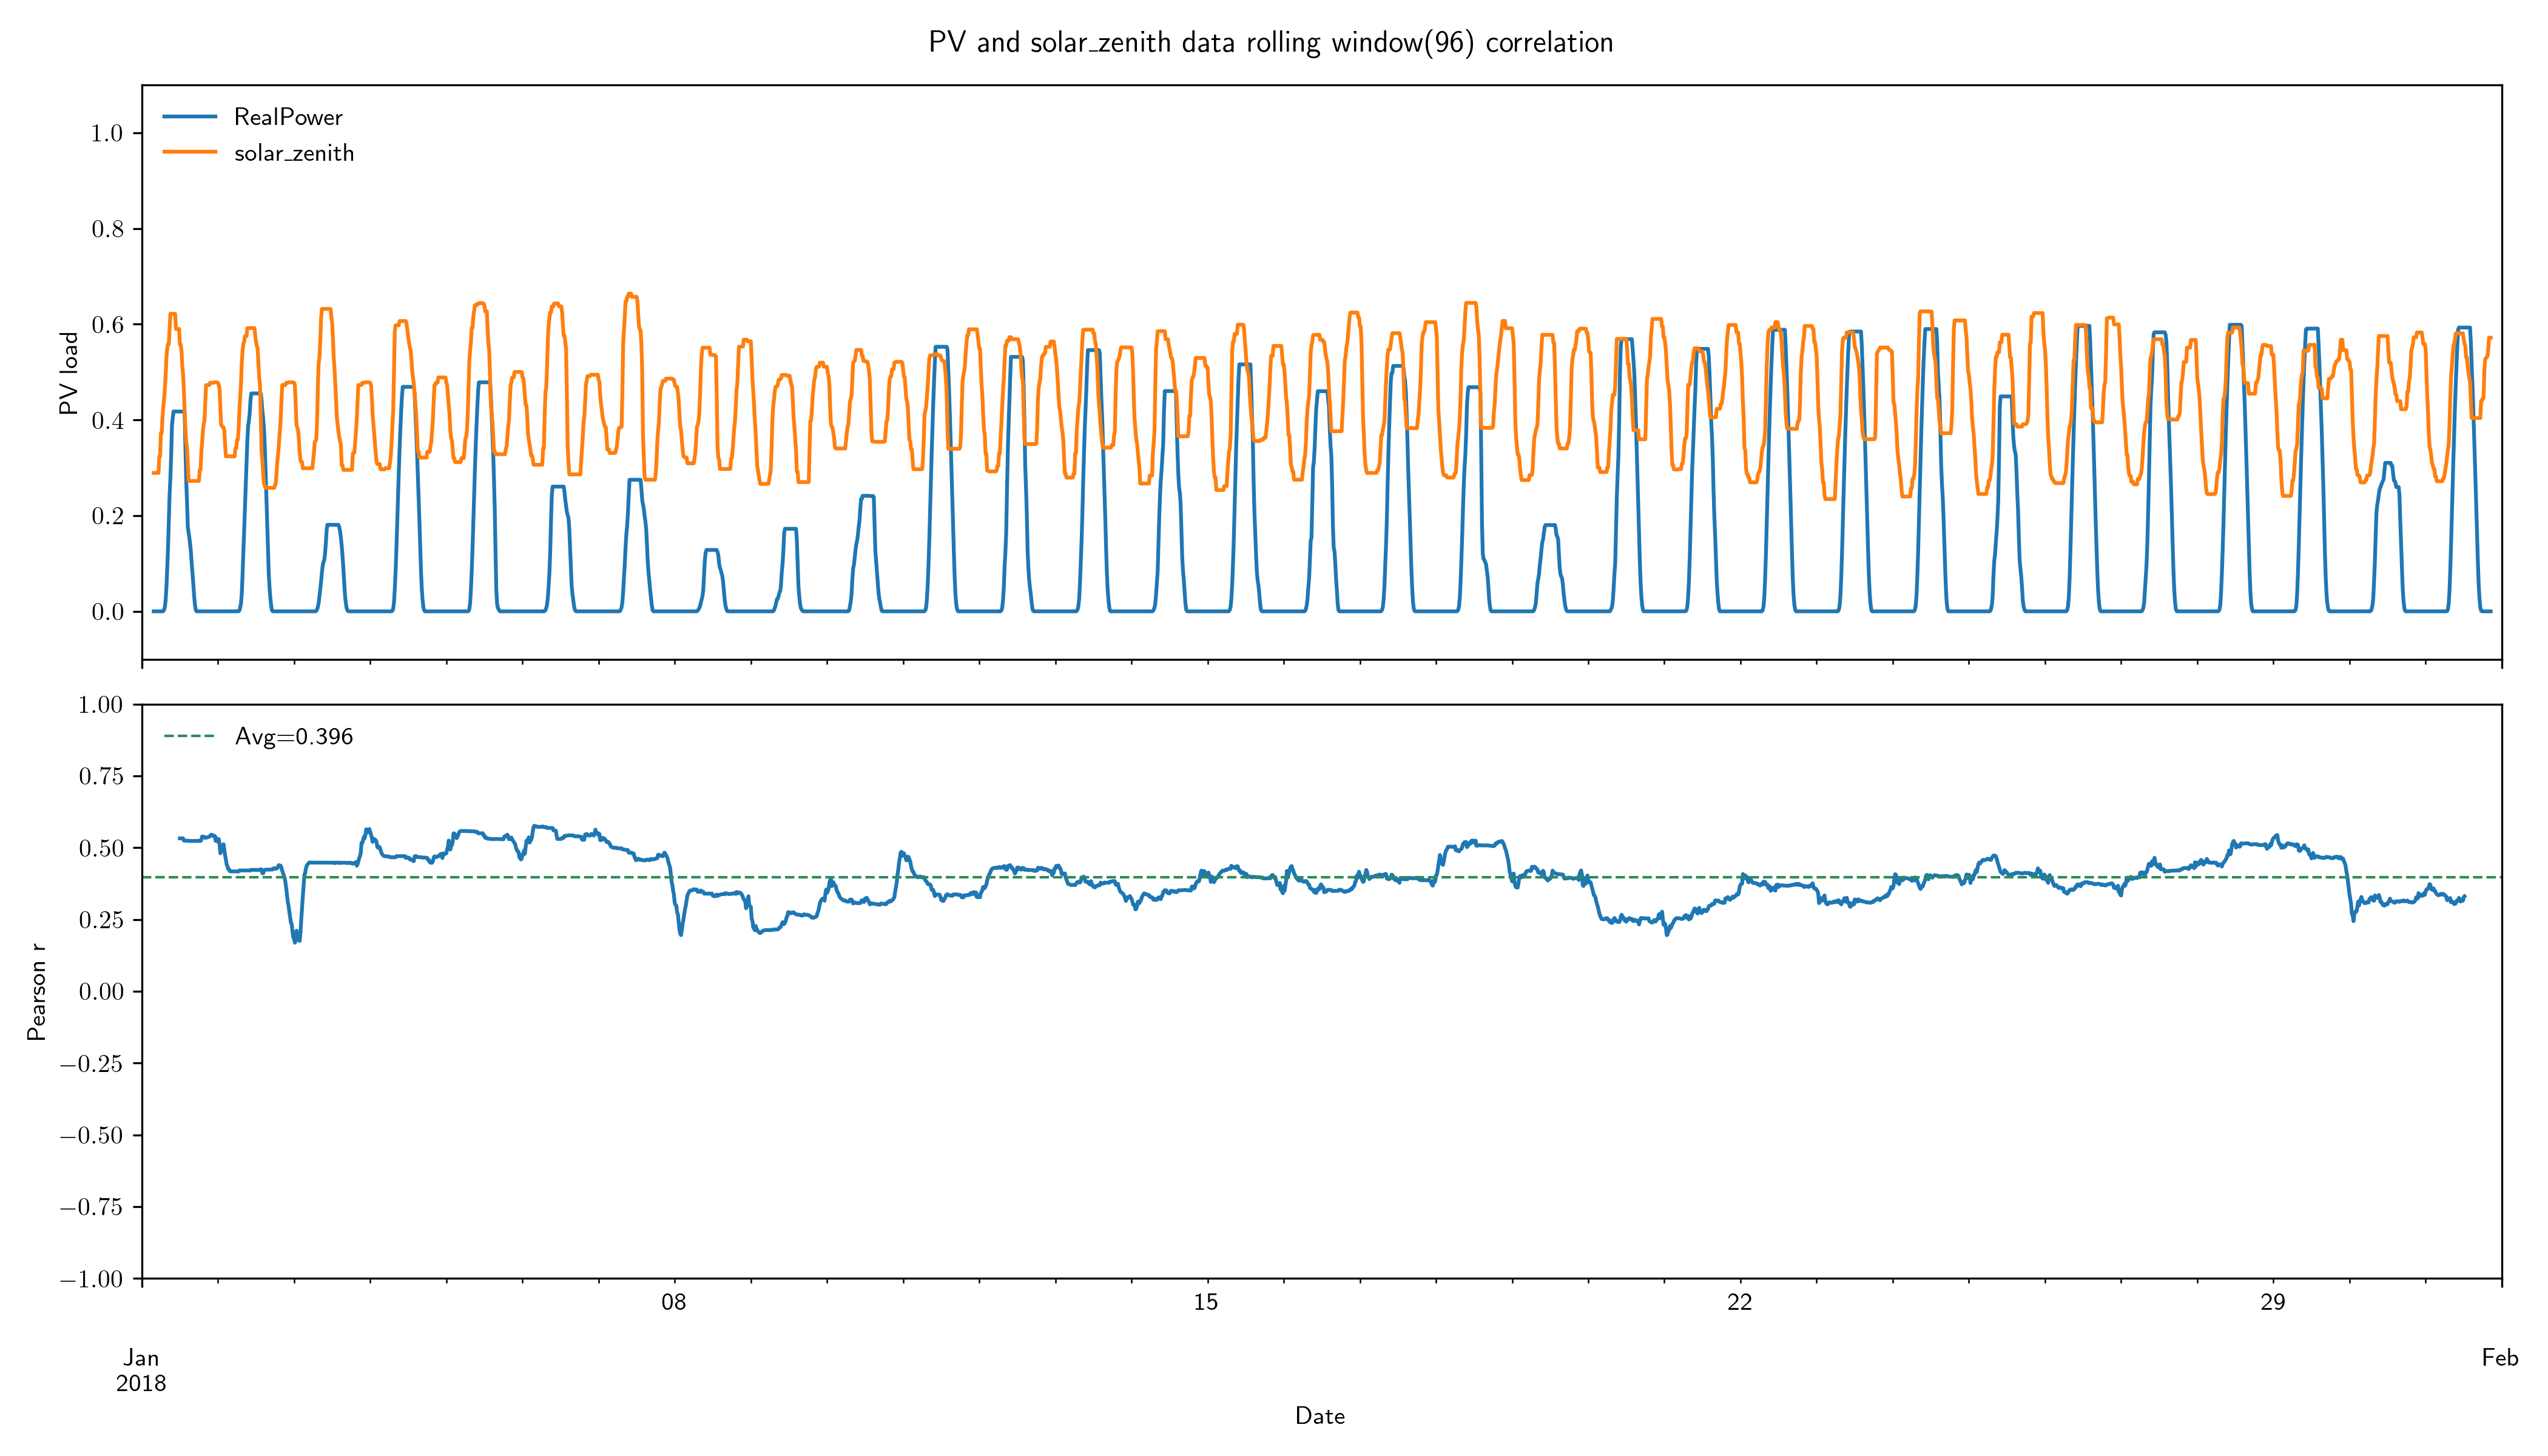 PV and solar_zenith data rolling window(96) correlation
RealPower
solar_zenith
1.0
0.8
0.6
0.4
0.2
0.0
PV load
Avg=0.396
1.00
0.75
0.50
0.25
0.00
−0.25
−0.50
−0.75
−1.00
Pearson r
08
15
22
29
Jan
2018
Feb
Date